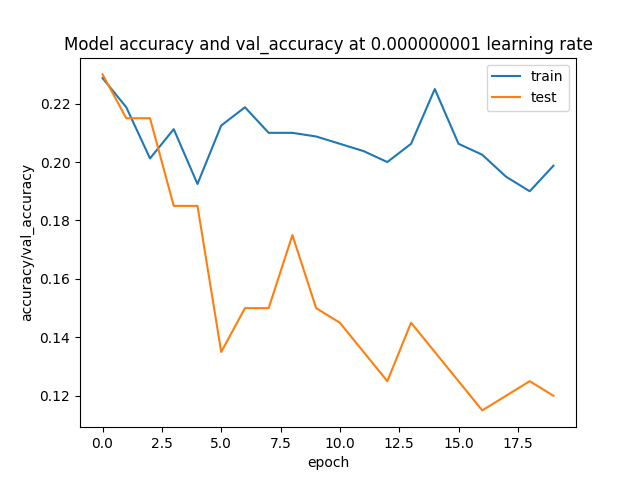 Model accuracy and val_accuracy at 0.000000001 learning rate
train
test
accuracy/val_accuracy
0.22
0.20
0.18
0.16
0.14
0.12
0.0 2.5 5.0 7.5 10.0 12.5 15.0 17.5
epoch